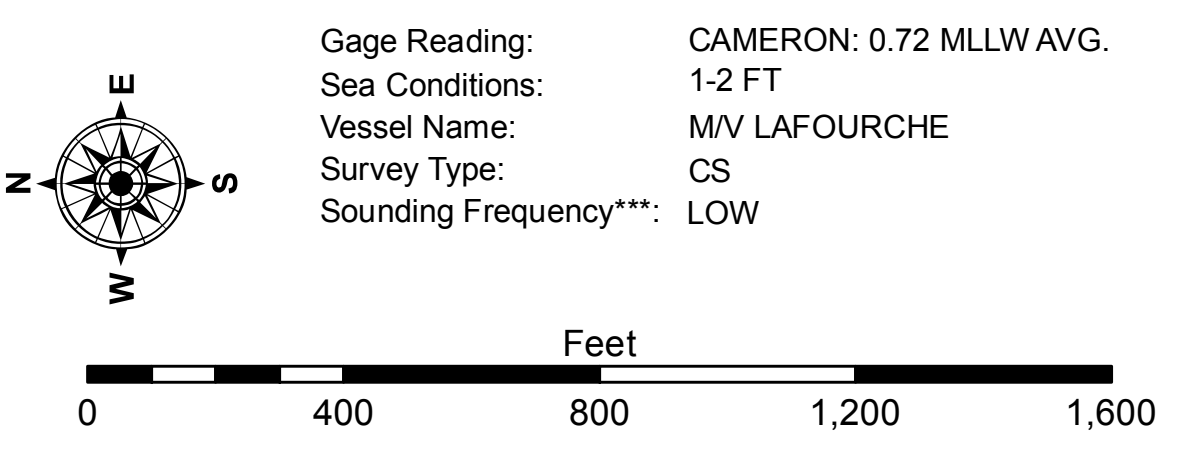 E
N
S
W
Gage Reading: CAMERON: 0.72 MLLW AVG.
Sea Conditions: 1-2 FT
Vessel Name: M/V LAFOURCHE
Survey Type: CS
Sounding Frequency***: LOW
Feet
0 400 800 1,200 1,600